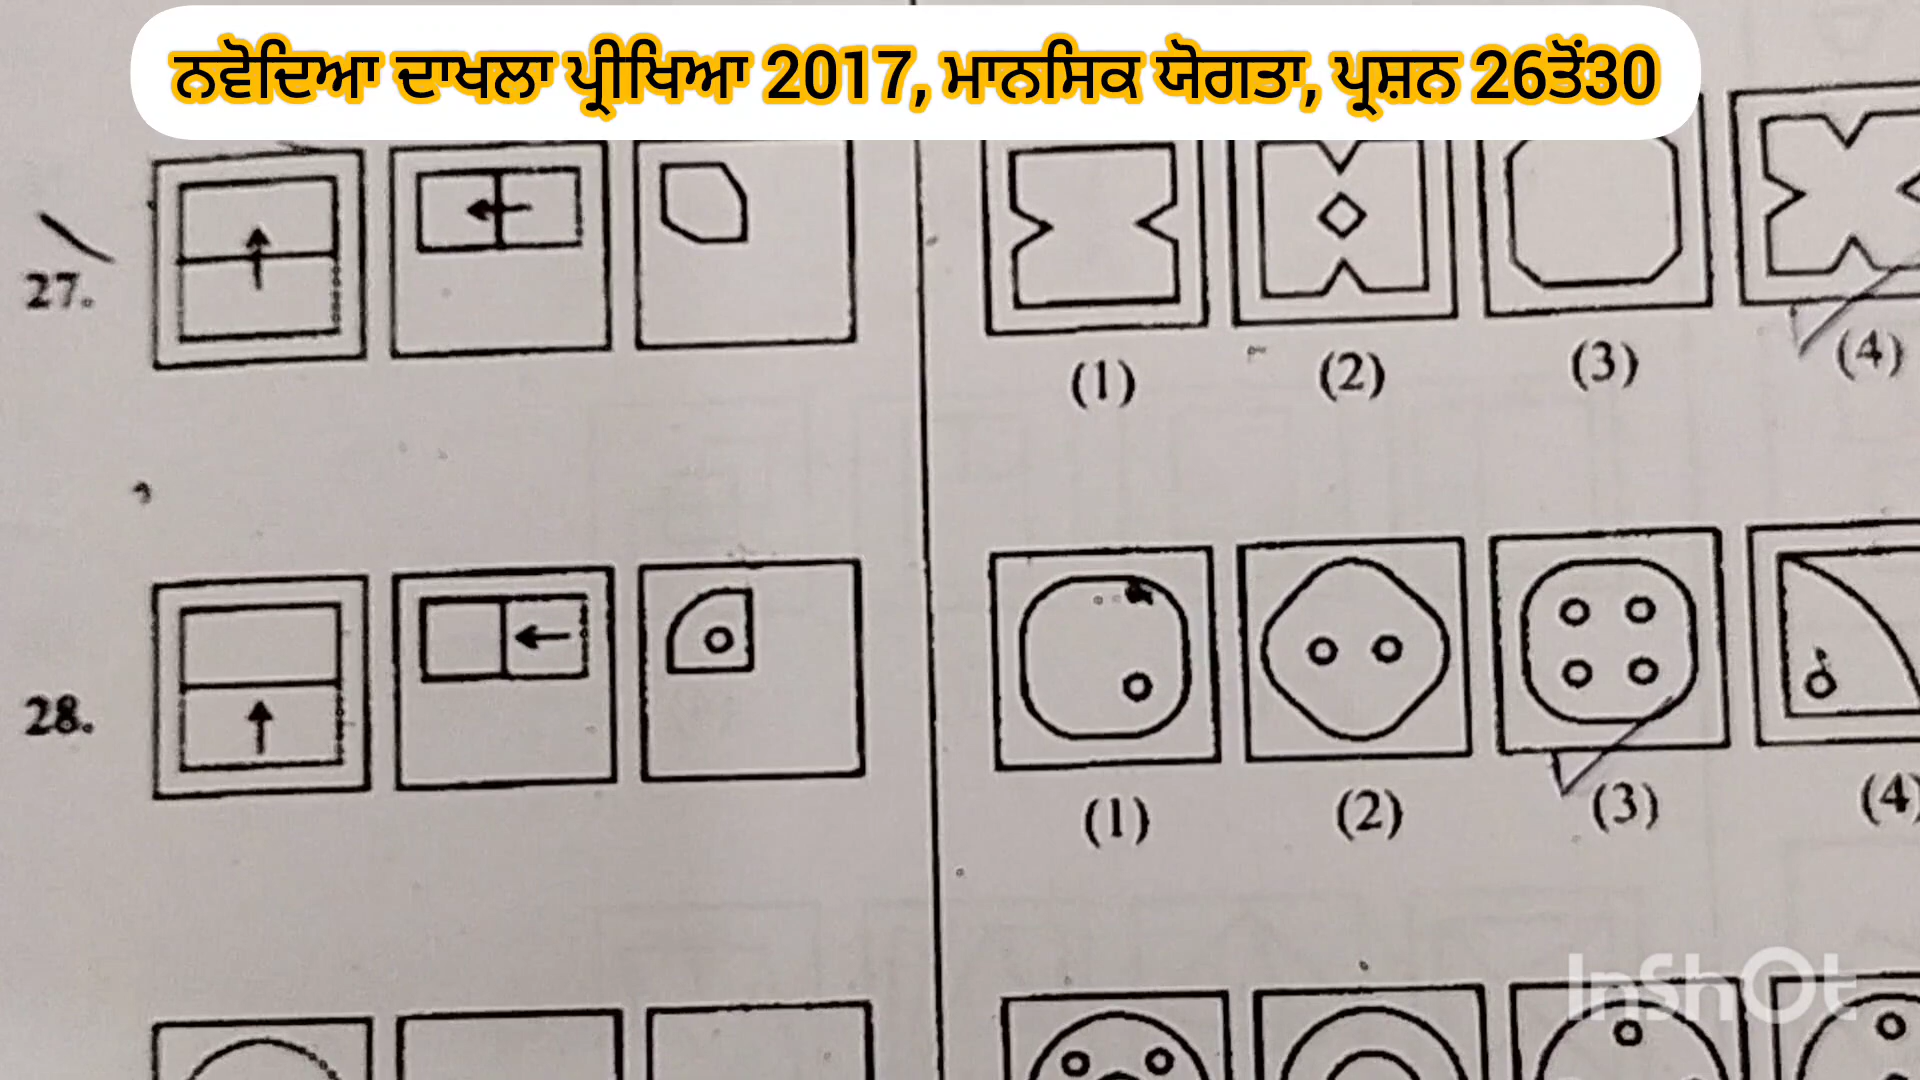 ਨਵੋਦਿਆ ਦਾਖਲਾ ਪ੍ਰੀਖਿਆ 2017, ਮਾਨਸਿਕ ਯੋਗਤਾ, ਪ੍ਰਸ਼ਨ 26ਤੋਂ30
27.
(1) (2) (3) (4)
28.
(1) (2) (3) (4)
InShOt